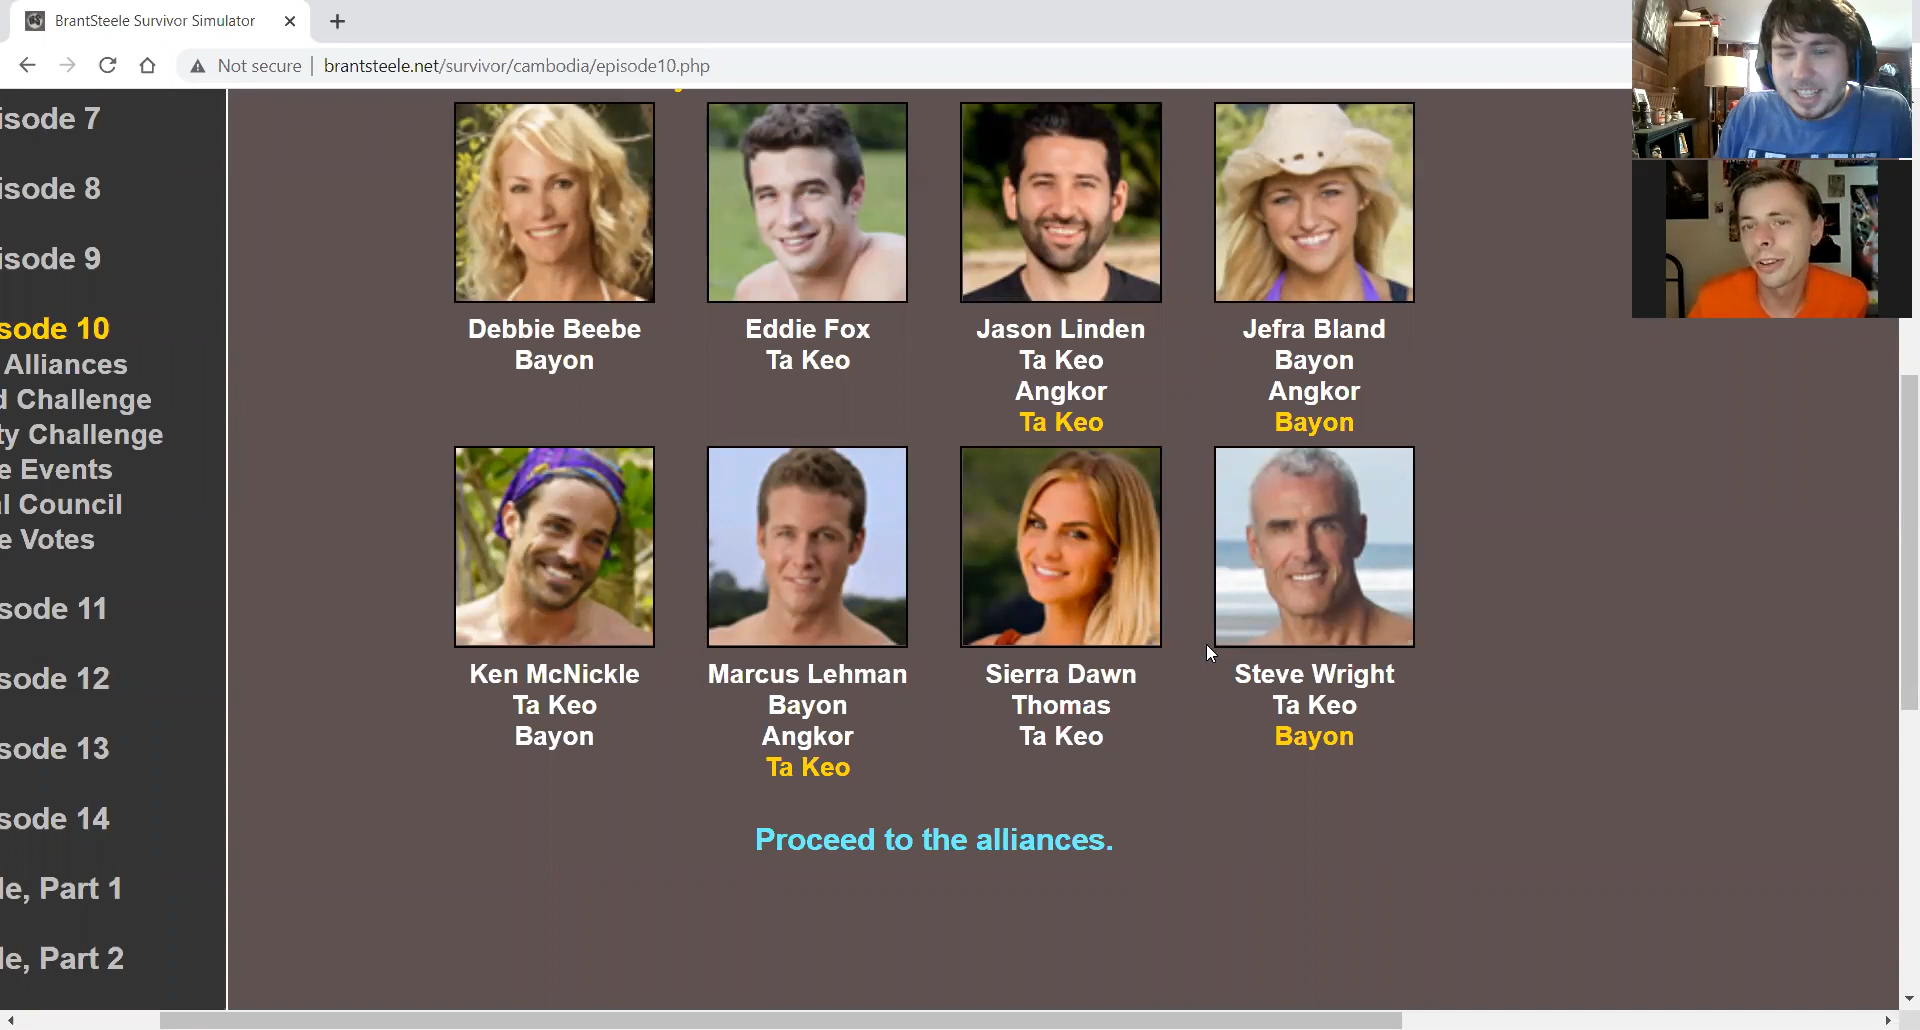 BrantSteele Survivor Simulator
Not secure
brantsteele.net/survivor/cambodia/episode10.php
isode 7
isode 8
isode 9
sode 10
Alliances
d Challenge
ty Challenge
e Events
l Council
e Votes
sode 11
sode 12
sode 13
sode 14
le, Part 1
le, Part 2
Debbie Beebe
Bayon
Eddie Fox
Ta Keo
Jason Linden
Ta Keo
Angkor
Ta Keo
Jefra Bland
Bayon
Angkor
Bayon
Ken McNickle
Ta Keo
Bayon
Marcus Lehman
Bayon
Angkor
Ta Keo
Sierra Dawn
Thomas
Ta Keo
Steve Wright
Ta Keo
Bayon
Proceed to the alliances.